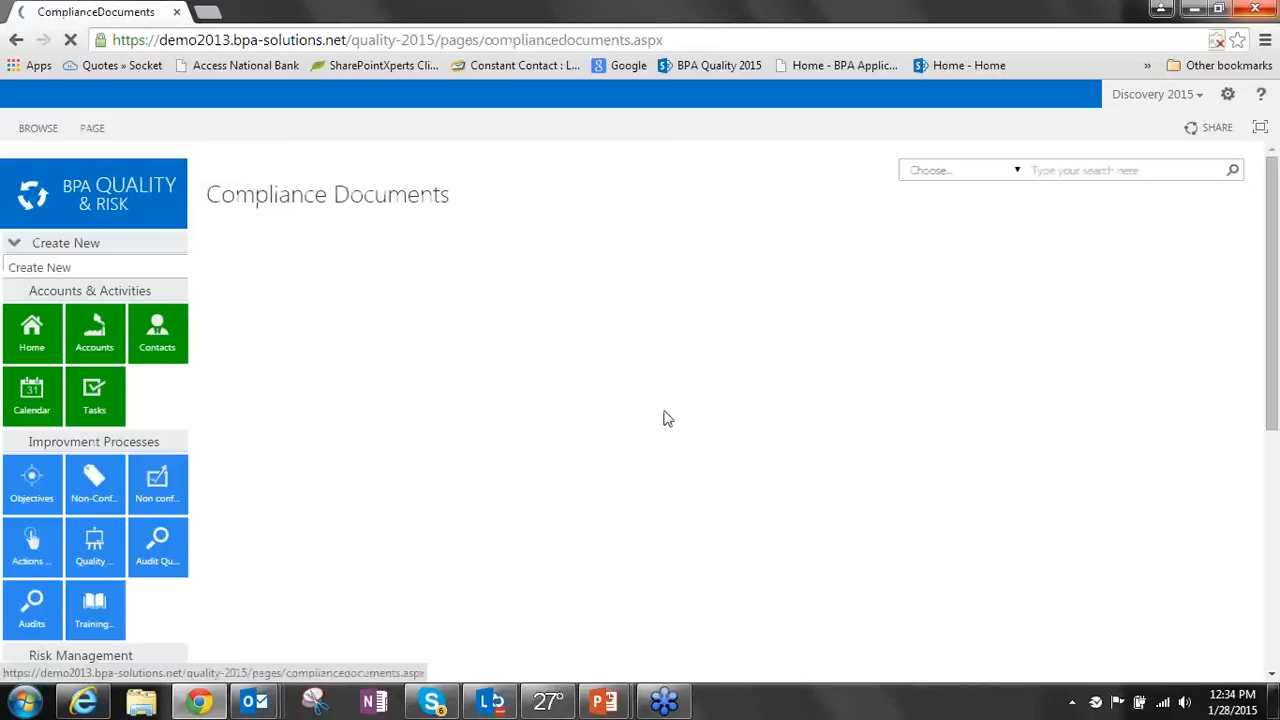 ComplianceDocuments
https://demo2013.bpa-solutions.net/quality-2015/pages/compliancedocuments.aspx
Apps Quotes » Socket Access National Bank SharePointXperts Cli... Constant Contact : L... Google BPA Quality 2015 Home - BPA Applic... Home - Home » Other bookmarks
Discovery 2015 ?
BROWSE PAGE SHARE
BPA QUALITY
& RISK
Compliance Documents
Choose... Type your search here
Create New
Create New
Accounts & Activities
Home Accounts Contacts
31
Calendar Tasks
Improvment Processes
Objectives Non-Conf... Non conf...
Actions ... Quality ... Audit Qu...
Audits Training...
Risk Management
https://demo2013.bpa-solutions.net/quality-2015/pages/compliancedocuments.aspx
27°
6
12:34 PM
1/28/2015